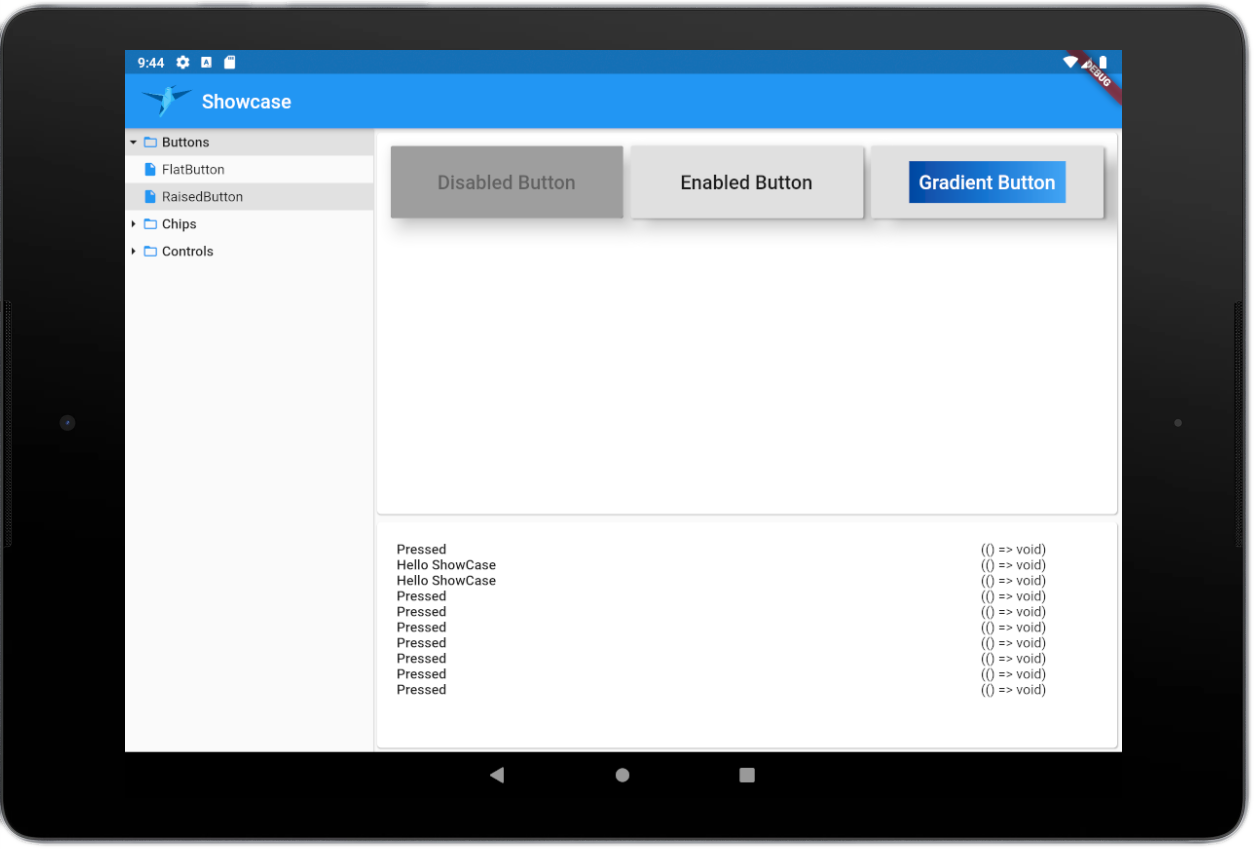 9:44
DEBUG
Showcase
Buttons
FlatButton
RaisedButton
Chips
Controls
Disabled Button
Enabled Button
Gradient Button
Pressed (() => void)
Hello ShowCase (() => void)
Hello ShowCase (() => void)
Pressed (() => void)
Pressed (() => void)
Pressed (() => void)
Pressed (() => void)
Pressed (() => void)
Pressed (() => void)
Pressed (() => void)